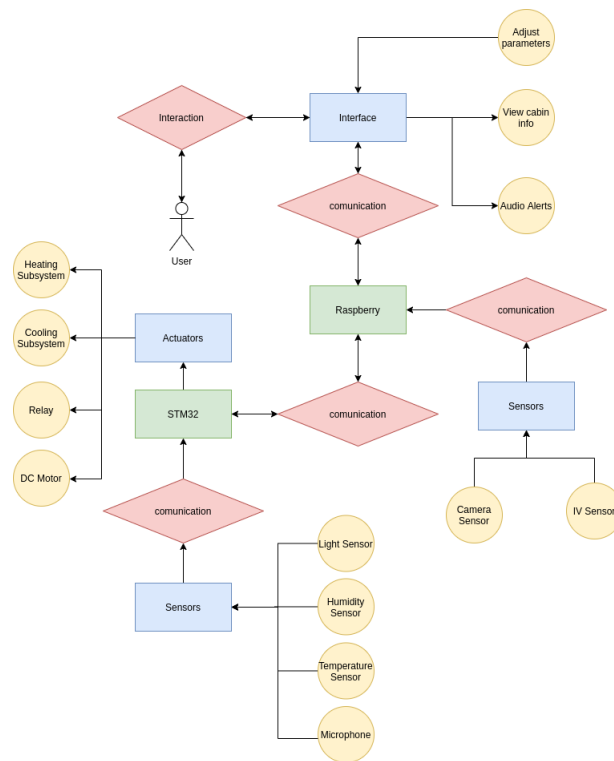 Adjust
parameters
Interaction
Interface
View cabin
info
comunication
Audio Alerts
User
Heating
Subsystem
Raspberry
comunication
Cooling
Subsystem
Actuators
Relay
STM32
comunication
Sensors
DC Motor
comunication
Camera
Sensor
IV Sensor
Light Sensor
Sensors
Humidity
Sensor
Temperature
Sensor
Microphone